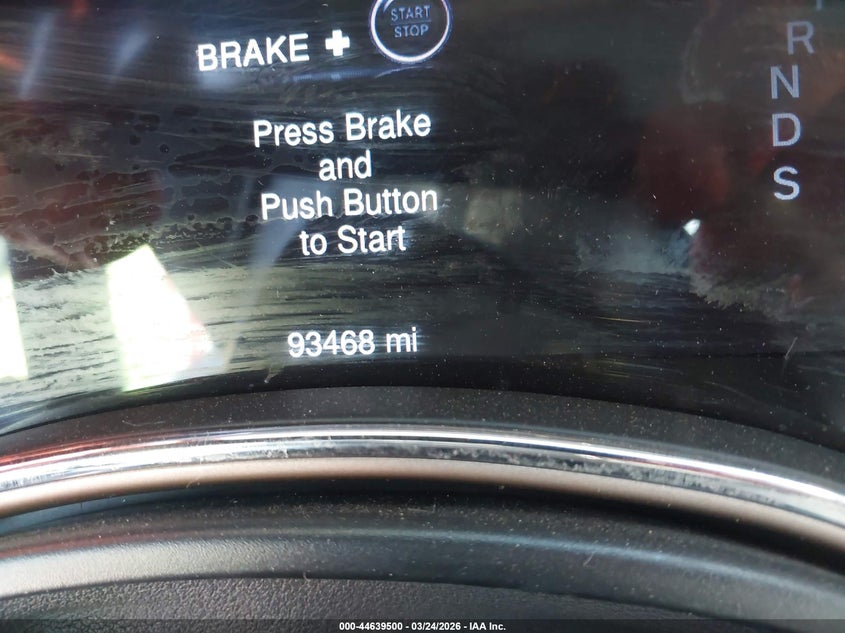 START
STOP
BRAKE +
R
N
D
S
Press Brake
and
Push Button
to Start
93468 mi
000-44639500 - 03/24/2026 - IAA Inc.